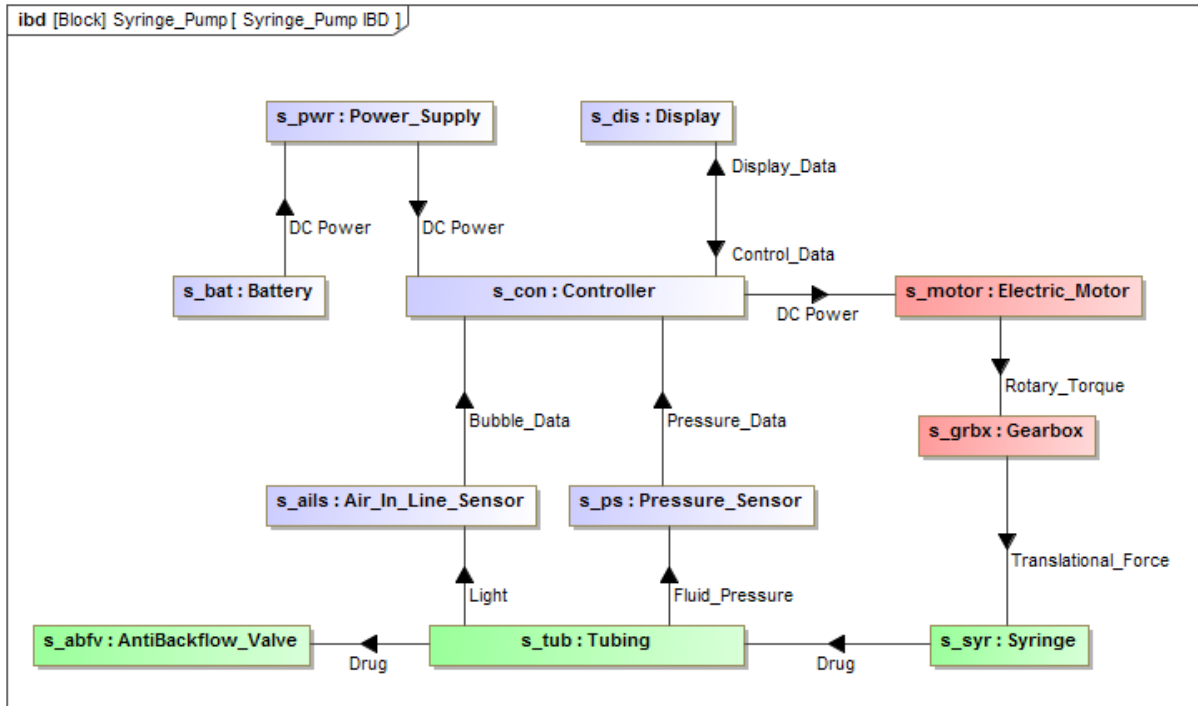 ibd [Block] Syringe_Pump [ Syringe_Pump IBD ]
s_pwr : Power_Supply
s_dis : Display
Display_Data
DC Power
DC Power
Control_Data
s_bat : Battery
s_con : Controller
s_motor : Electric_Motor
DC Power
Rotary_Torque
Bubble_Data
Pressure_Data
s_grbx : Gearbox
s_ails : Air_In_Line_Sensor
s_ps : Pressure_Sensor
Translational_Force
Light
Fluid_Pressure
s_abfv : AntiBackflow_Valve
s_tub : Tubing
s_syr : Syringe
Drug
Drug